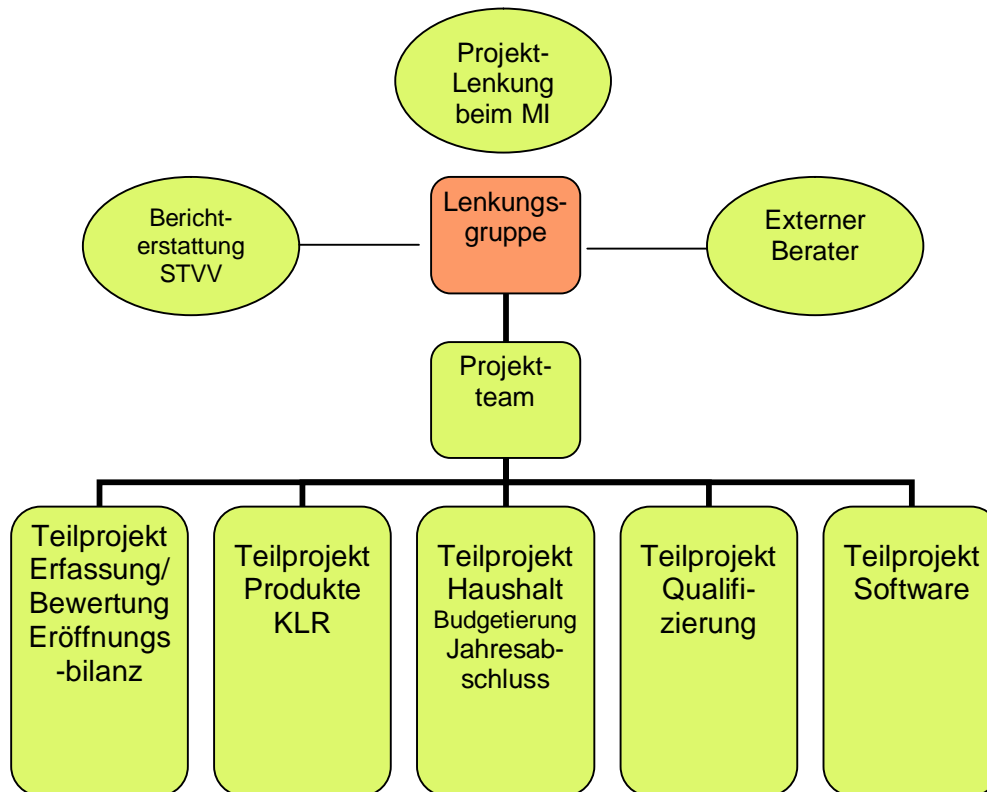 Projekt-
Lenkung
beim MI
Bericht-
erstattung
STVV
Lenkungs-
gruppe
Externer
Berater
Projekt-
team
Teilprojekt
Erfassung/
Bewertung
Eröffnungs
-bilanz
Teilprojekt
Produkte
KLR
Teilprojekt
Haushalt
Budgetierung
Jahresab-
schluss
Teilprojekt
Qualifi-
zierung
Teilprojekt
Software